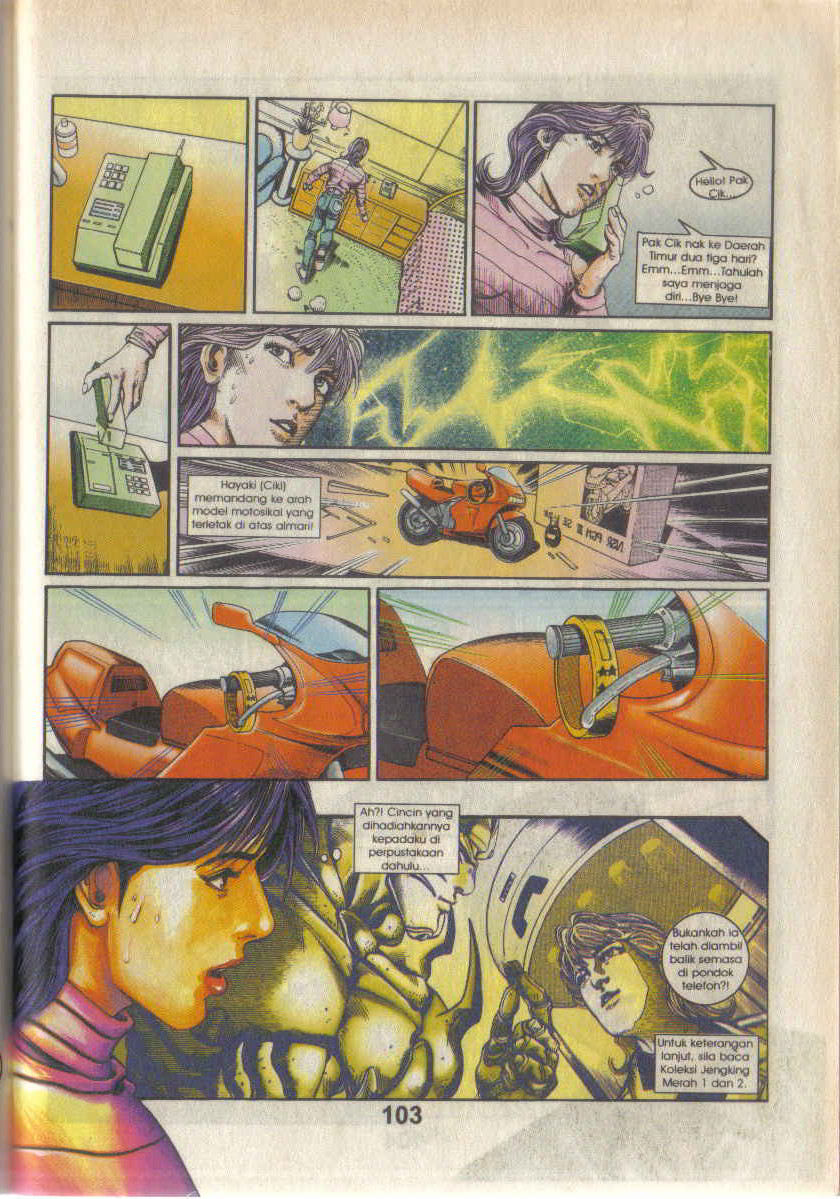 Hello! Pak
Cik...
Pak Cik nak ke Daerah
Timur dua tiga hari?
Emm...Emm...Tahulah
saya menjaga
diri...Bye Bye!
Hayaki (Ciki)
memandang ke arah
model motosikal yang
terletak di atas almari!
Ah?! Cincin yang
dihadiahkannya
kepadaku di
perpustakaan
dahulu...
Bukankah ia
telah diambil
balik semasa
di pondok
telefon?!
Untuk keterangan
lanjut, sila baca
Koleksi Jengking
Merah 1 dan 2.
103